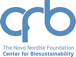 cfb
The Novo Nordisk Foundation
Center for Biosustainability